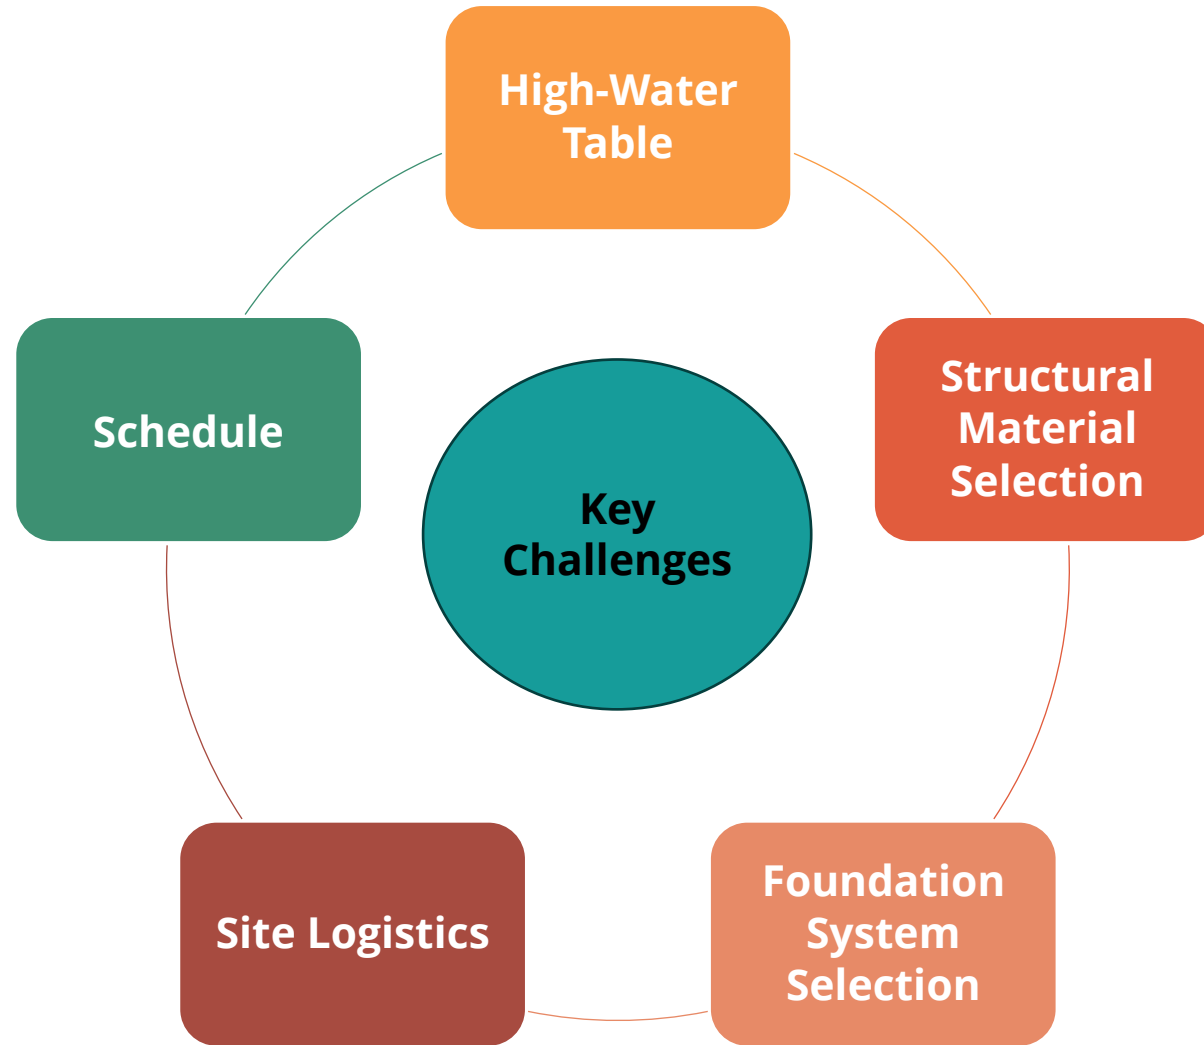 High-Water
Table
Structural
Material
Selection
Schedule
Key
Challenges
Foundation
System
Selection
Site Logistics